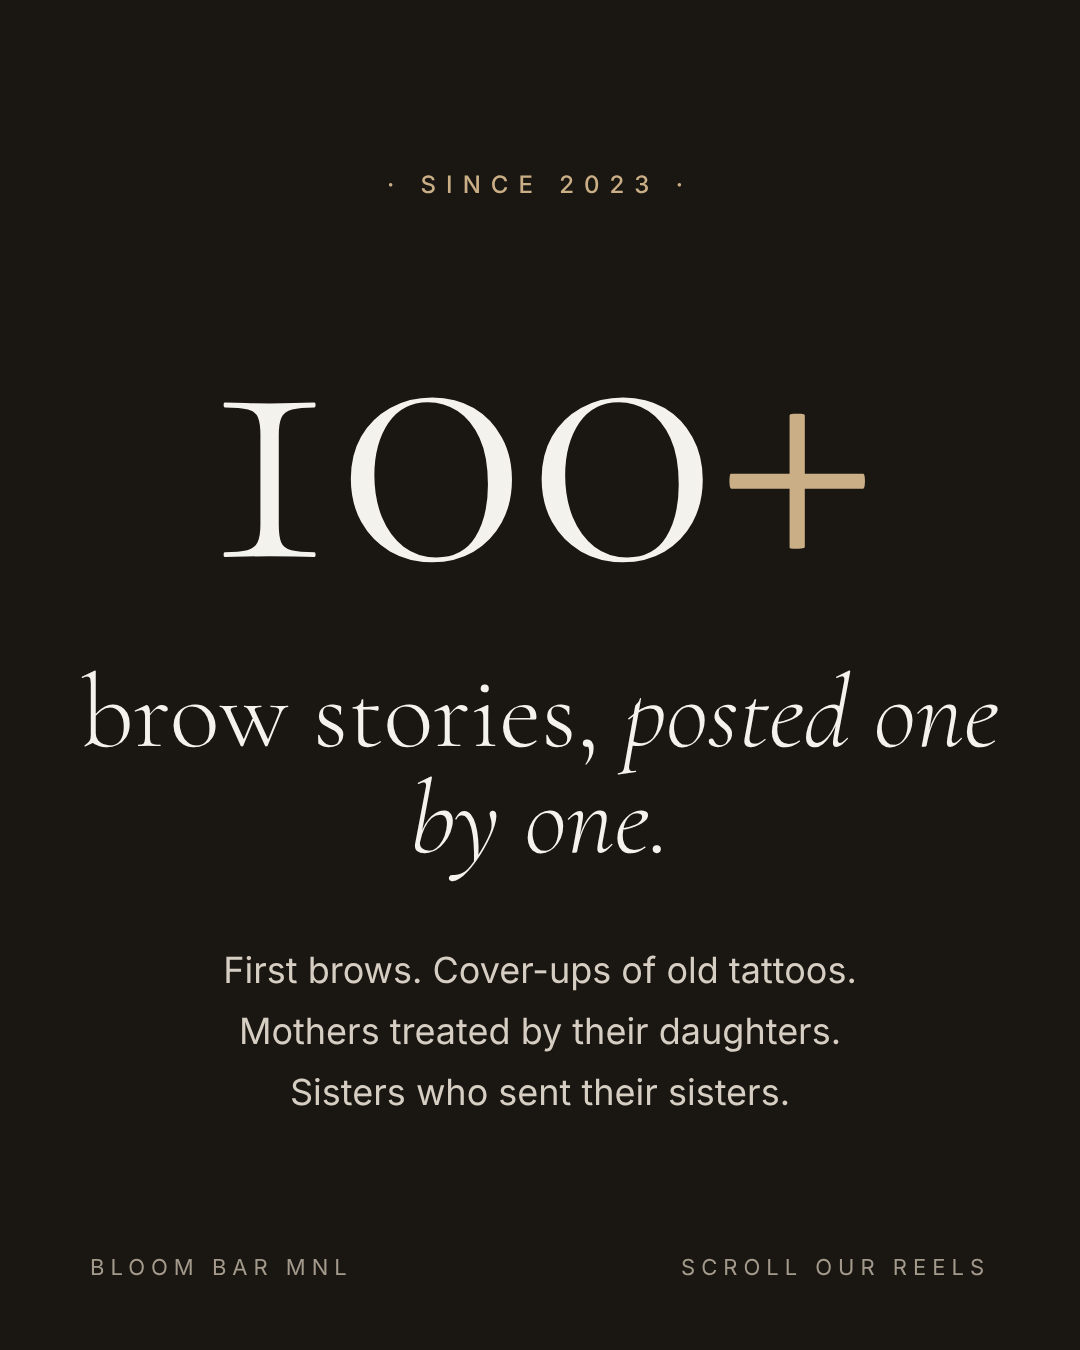 · SINCE 2023 ·
100+
brow stories, posted one
by one.
First brows. Cover-ups of old tattoos.
Mothers treated by their daughters.
Sisters who sent their sisters.
BLOOM BAR MNL
SCROLL OUR REELS